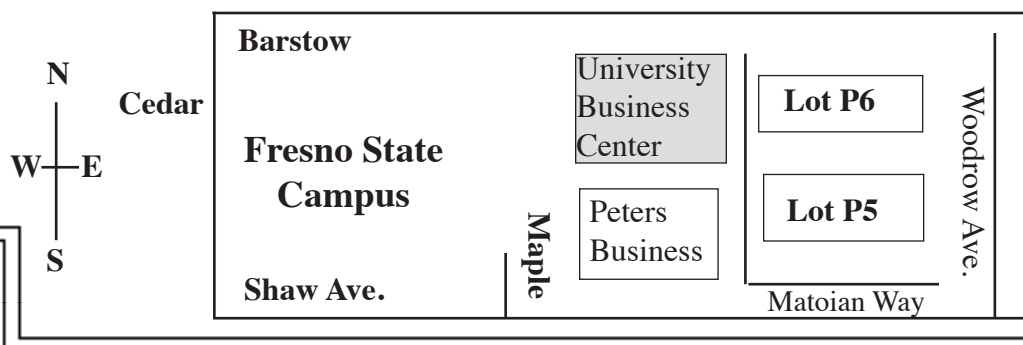 Barstow
N
Cedar
W
E
S
Fresno State
Campus
Shaw Ave.
Maple
University
Business
Center
Peters
Business
Lot P6
Lot P5
Woodrow Ave.
Matoian Way